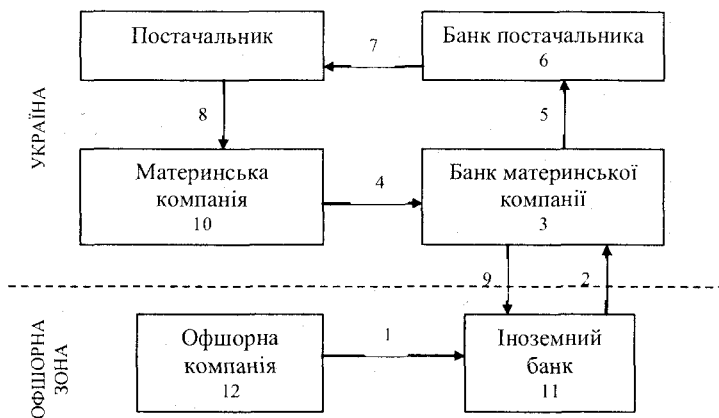 Постачальник
7
Банк постачальника
6
8
5
УКРАЇНА
Материнська
компанія
10
4
Банк материнської
компанії
3
9
2
ОФШОРНА
ЗОНА
Офшорна
компанія
12
1
Іноземний
банк
11